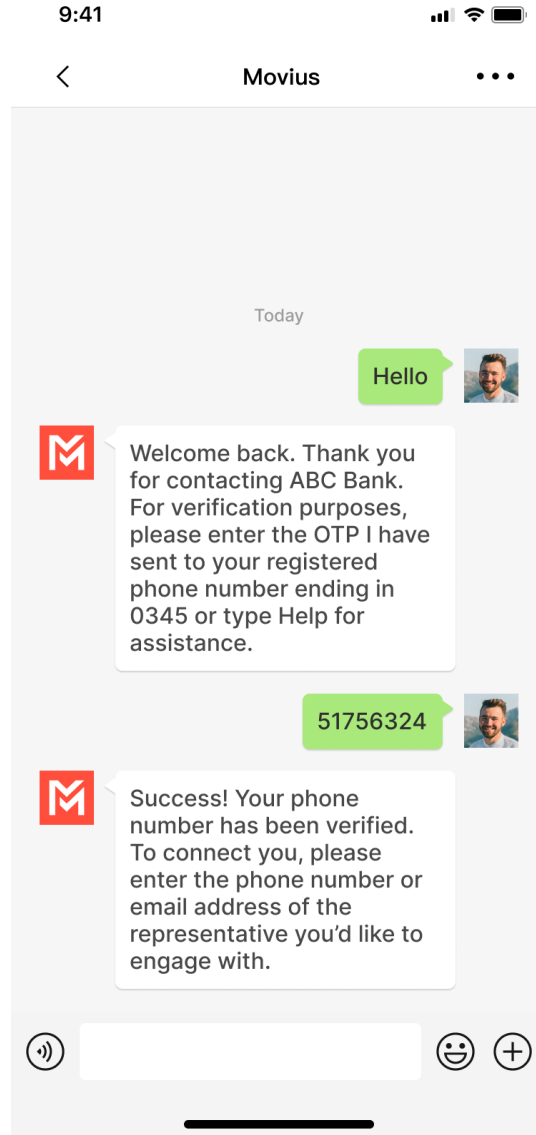 9:41
Movius
Today
Hello
Welcome back. Thank you
for contacting ABC Bank.
For verification purposes,
please enter the OTP I have
sent to your registered
phone number ending in
0345 or type Help for
assistance.
51756324
Success! Your phone
number has been verified.
To connect you, please
enter the phone number or
email address of the
representative you’d like to
engage with.